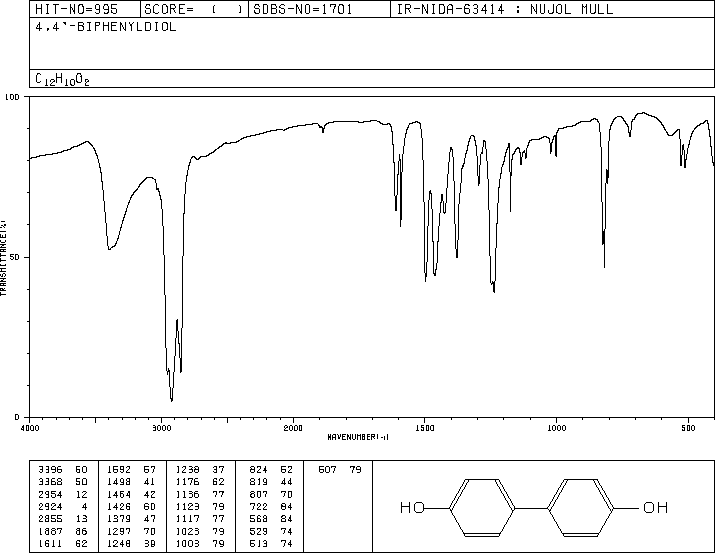 HIT-NO=995 SCORE= ( ) SDBS-NO=1701 IR-NIDA-63414 : NUJOL MULL
4,4'-BIPHENYLDIOL
C12H10O2
100
50
0
TRANSMITTANCE(%)
4000 3000 2000 1500 1000 500
WAVENUMBER(-1)
3396 50 1592 57 1238 37 824 52 507 79
3368 50 1498 41 1176 62 819 44
2954 12 1464 42 1136 77 807 70
2924 4 1426 60 1129 79 722 84
2855 13 1379 47 1117 77 568 84
1887 86 1297 70 1023 79 529 74
1611 62 1248 39 1003 79 513 74
HO OH